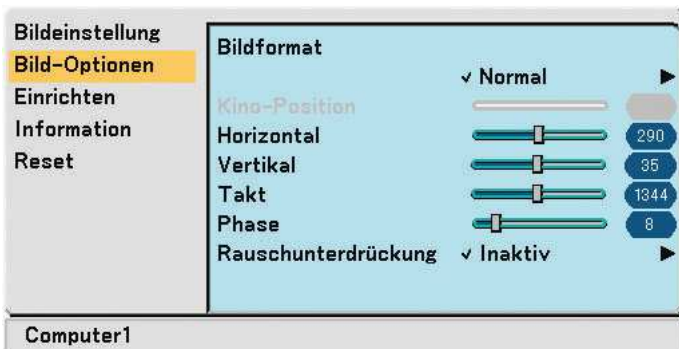 Bildeinstellung
Bild-Optionen
Einrichten
Information
Reset
Bildformat
✓ Normal
Kino-Position
Horizontal 290
Vertikal 35
Takt 1344
Phase 8
Rauschunterdrückung ✓ Inaktiv
Computer1